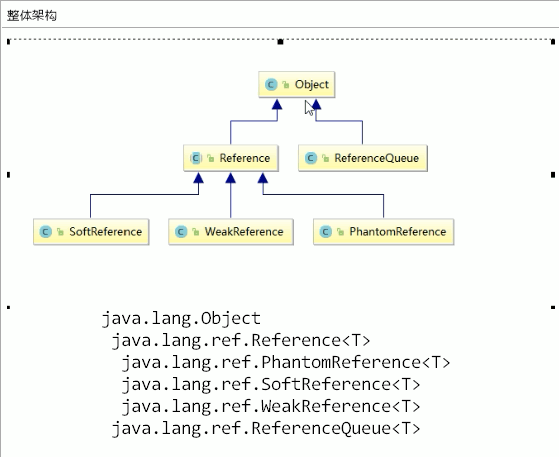 整体架构
Object
Reference
ReferenceQueue
SoftReference
WeakReference
PhantomReference
java.lang.Object
java.lang.ref.Reference<T>
java.lang.ref.PhantomReference<T>
java.lang.ref.SoftReference<T>
java.lang.ref.WeakReference<T>
java.lang.ref.ReferenceQueue<T>